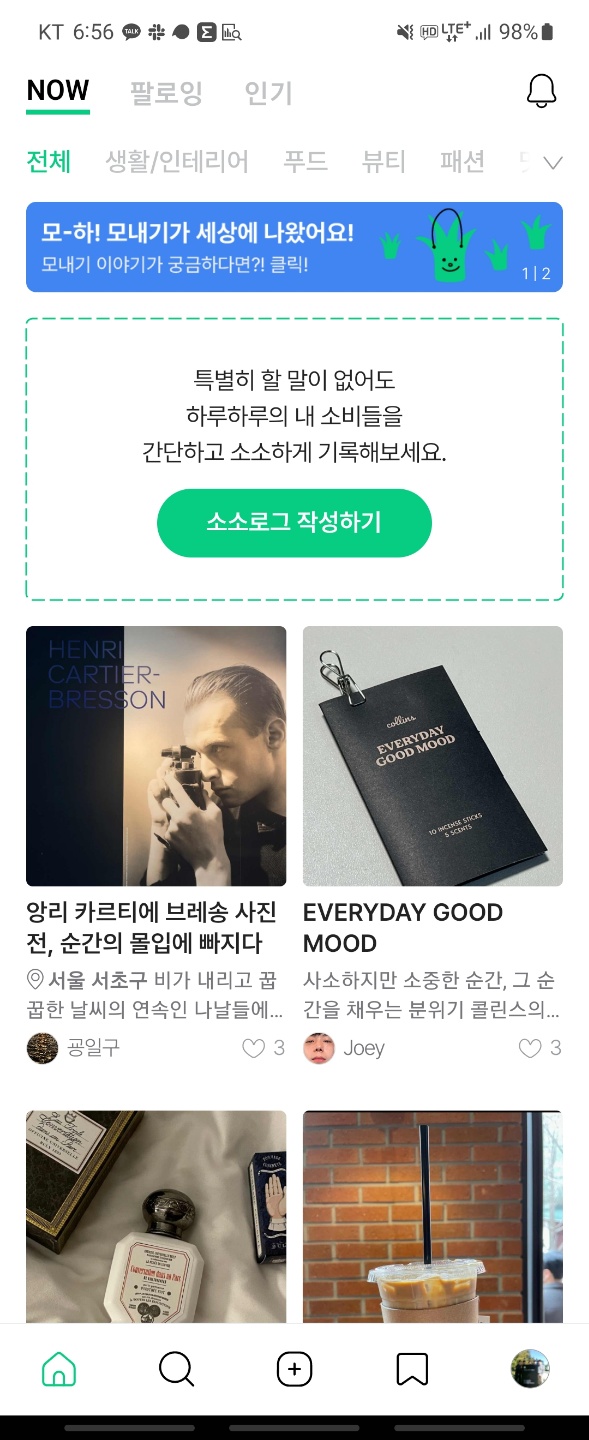 KT 6:56 TALK HD LTE+ 98%
NOW 팔로잉 인기
전체 생활/인테리어 푸드 뷰티 패션
모-하! 모내기가 세상에 나왔어요!
모내기 이야기가 궁금하다면?! 클릭!
1 | 2
특별히 할 말이 없어도
하루하루의 내 소비들을
간단하고 소소하게 기록해보세요.
소소로그 작성하기
HENRI
CARTIER-
BRESSON
collins
EVERYDAY
GOOD MOOD
10 INCENSE STICKS
5 SCENTS
앙리 카르티에 브레송 사진
전, 순간의 몰입에 빠지다
서울 서초구 비가 내리고 꿉
꿉한 날씨의 연속인 나날들에...
굥일구 3
EVERYDAY GOOD
MOOD
사소하지만 소중한 순간, 그 순
간을 채우는 분위기 콜린스의...
Joey 3